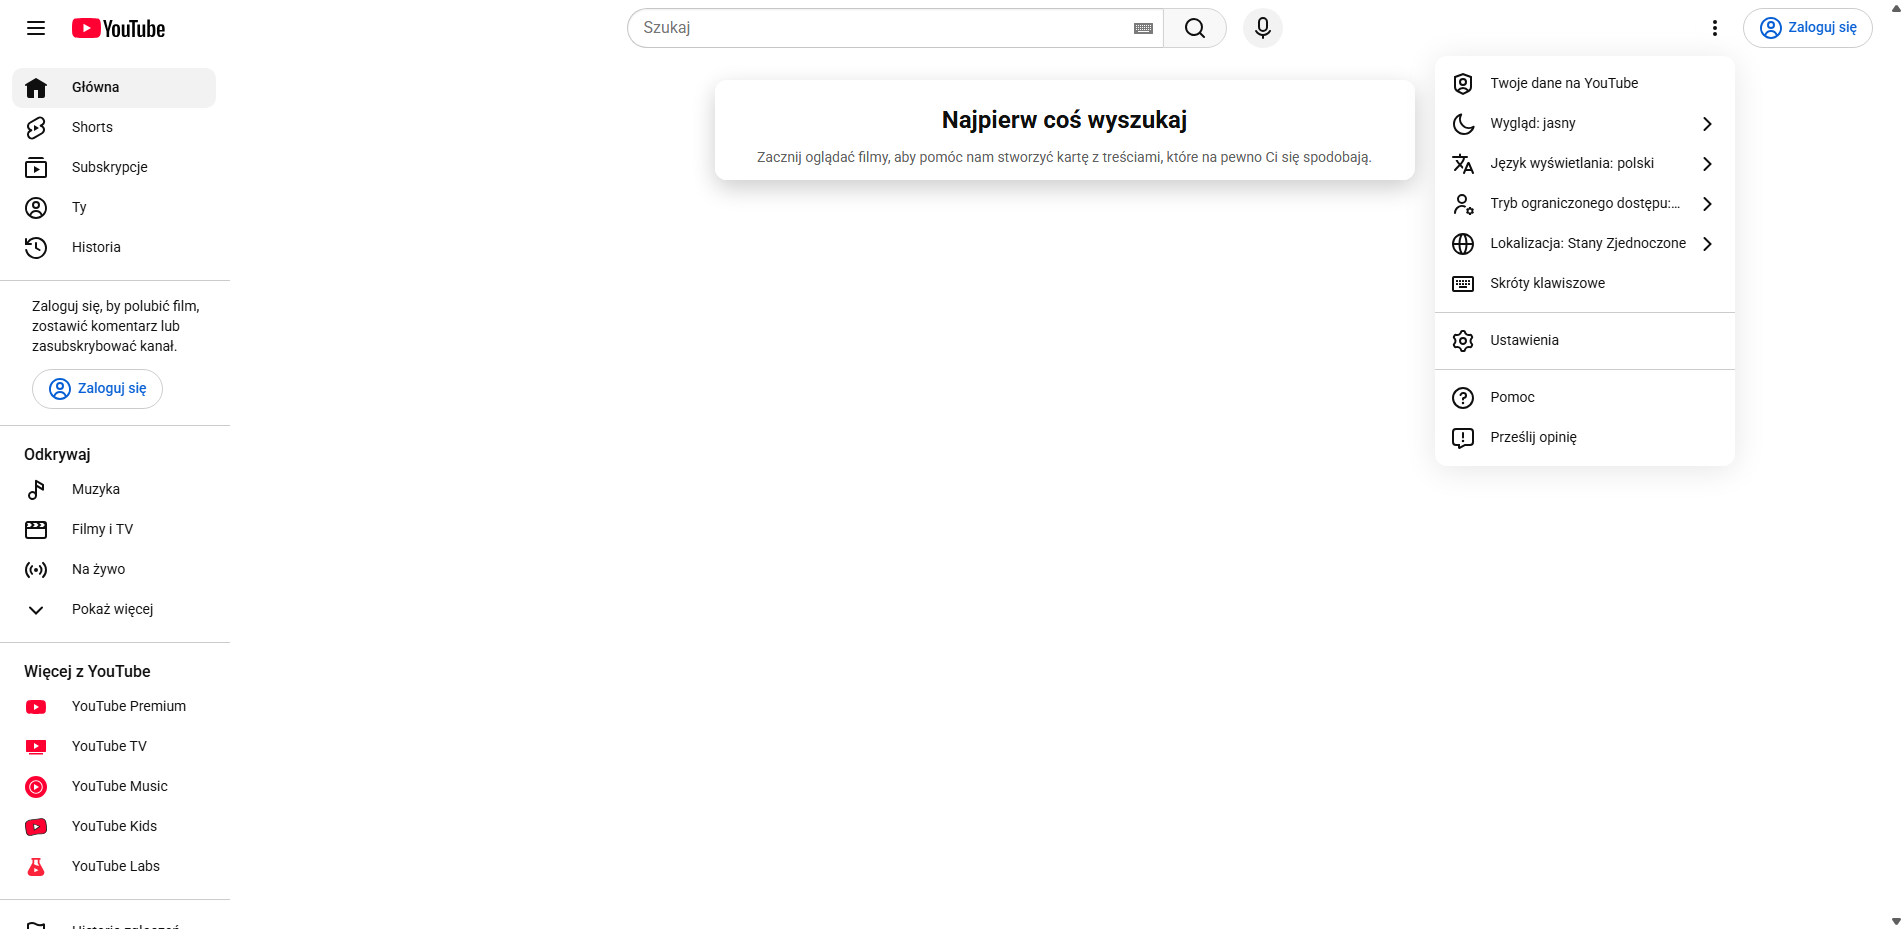 YouTube
Szukaj
Zaloguj się
Główna
Shorts
Subskrypcje
Ty
Historia
Zaloguj się, by polubić film,
zostawić komentarz lub
zasubskrybować kanał.
Zaloguj się
Odkrywaj
Muzyka
Filmy i TV
Na żywo
Pokaż więcej
Więcej z YouTube
YouTube Premium
YouTube TV
YouTube Music
YouTube Kids
YouTube Labs
Najpierw coś wyszukaj
Zacznij oglądać filmy, aby pomóc nam stworzyć kartę z treściami, które na pewno Ci się spodobają.
Twoje dane na YouTube
Wygląd: jasny
Język wyświetlania: polski
Tryb ograniczonego dostępu:...
Lokalizacja: Stany Zjednoczone
Skróty klawiszowe
Ustawienia
Pomoc
Prześlij opinię